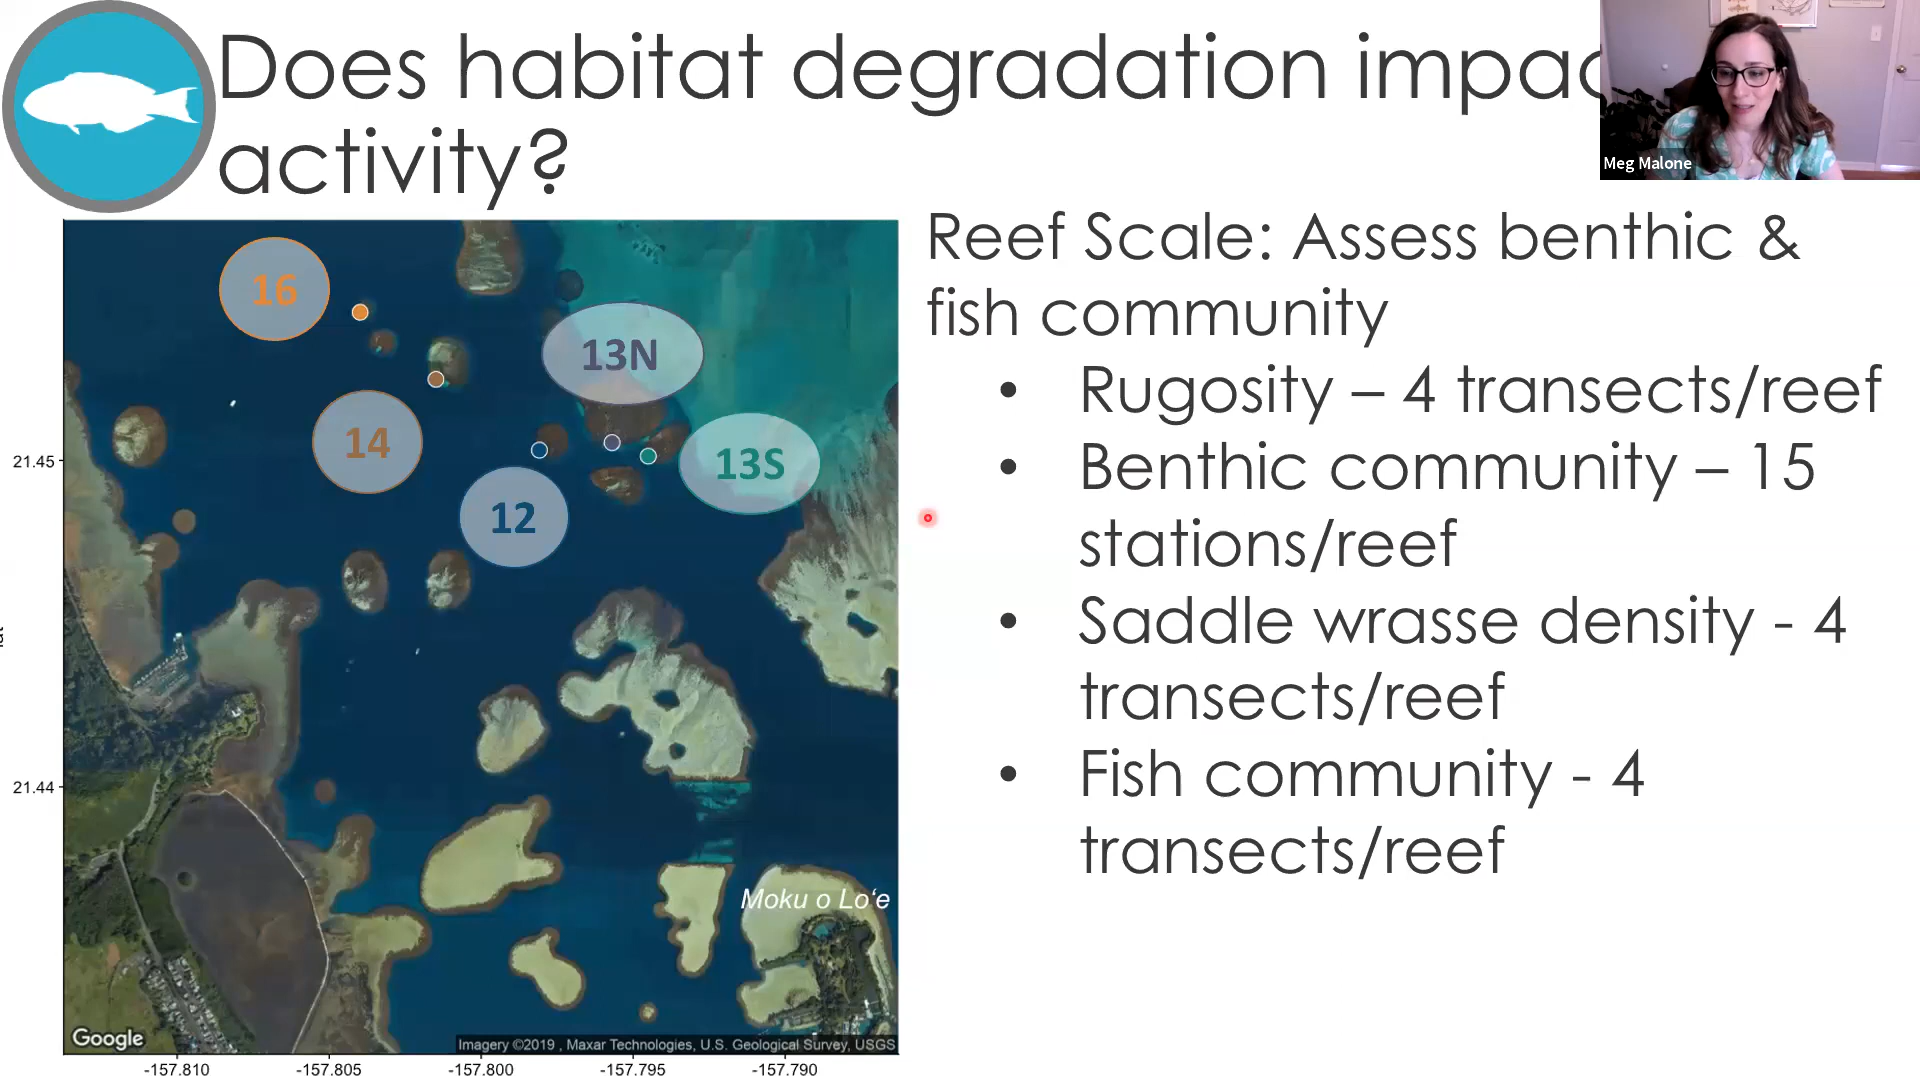 Does habitat degradation impac
activity?
Meg Malone
Reef Scale: Assess benthic &
fish community
• Rugosity – 4 transects/reef
• Benthic community – 15
stations/reef
• Saddle wrasse density - 4
transects/reef
• Fish community - 4
transects/reef
16
13N
14
13S
12
21.45
21.44
Moku o Loʻe
Google
Imagery ©2019 , Maxar Technologies, U.S. Geological Survey, USGS
-157.810
-157.805
-157.800
-157.795
-157.790